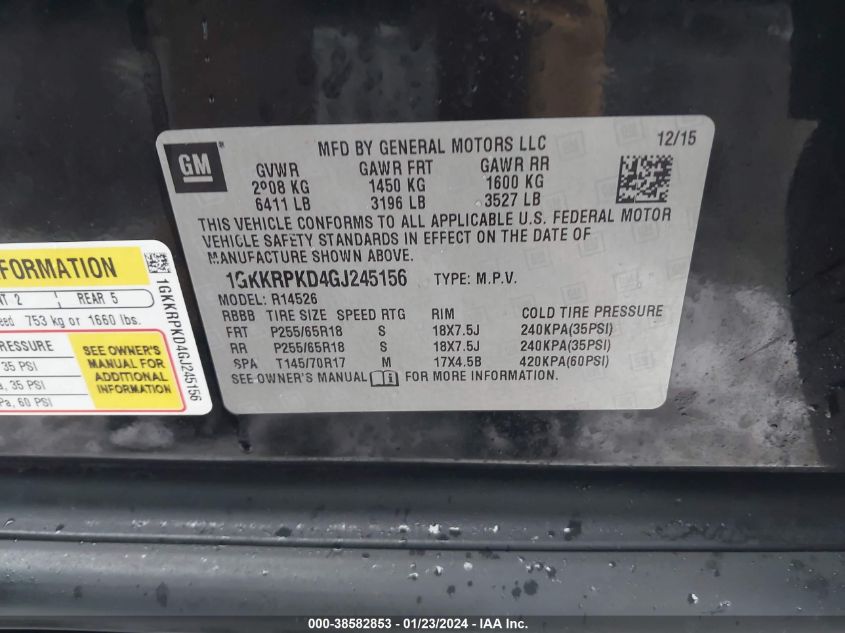 GM
MFD BY GENERAL MOTORS LLC 12/15
GVWR GAWR FRT GAWR RR
2908 KG 1450 KG 1600 KG
6411 LB 3196 LB 3527 LB
THIS VEHICLE CONFORMS TO ALL APPLICABLE U.S. FEDERAL MOTOR
VEHICLE SAFETY STANDARDS IN EFFECT ON THE DATE OF
MANUFACTURE SHOWN ABOVE.
1GKKRPKD4GJ245156 TYPE: M.P.V.
MODEL: R14526
RBBB TIRE SIZE SPEED RTG RIM COLD TIRE PRESSURE
FRT P255/65R18 S 18X7.5J 240KPA(35PSI)
RR P255/65R18 S 18X7.5J 240KPA(35PSI)
SPA T145/70R17 M 17X4.5B 420KPA(60PSI)
SEE OWNER'S MANUAL FOR MORE INFORMATION.
FORMATION
NT 2 REAR 5
eed 753 kg or 1660 lbs.
PRESSURE
35 PSI
a, 35 PSI
Pa, 60 PSI
SEE OWNER'S
MANUAL FOR
ADDITIONAL
INFORMATION
1GKKRPKD4GJ245156
000-38582853 - 01/23/2024 - IAA Inc.